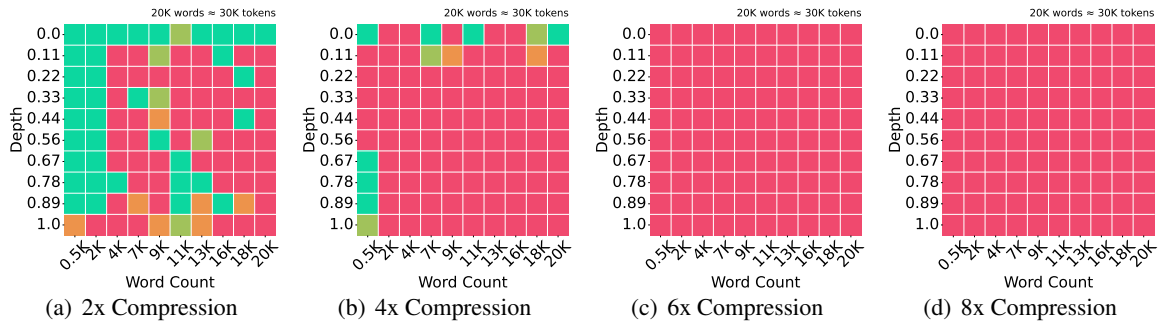 20K words ≈ 30K tokens
0.0
0.11
0.22
0.33
0.44
0.56
0.67
0.78
0.89
1.0
Depth
0.5K 2K 4K 7K 9K 11K 13K 16K 18K 20K
Word Count
(a) 2x Compression
20K words ≈ 30K tokens
0.0
0.11
0.22
0.33
0.44
0.56
0.67
0.78
0.89
1.0
Depth
0.5K 2K 4K 7K 9K 11K 13K 16K 18K 20K
Word Count
(b) 4x Compression
20K words ≈ 30K tokens
0.0
0.11
0.22
0.33
0.44
0.56
0.67
0.78
0.89
1.0
Depth
0.5K 2K 4K 7K 9K 11K 13K 16K 18K 20K
Word Count
(c) 6x Compression
20K words ≈ 30K tokens
0.0
0.11
0.22
0.33
0.44
0.56
0.67
0.78
0.89
1.0
Depth
0.5K 2K 4K 7K 9K 11K 13K 16K 18K 20K
Word Count
(d) 8x Compression